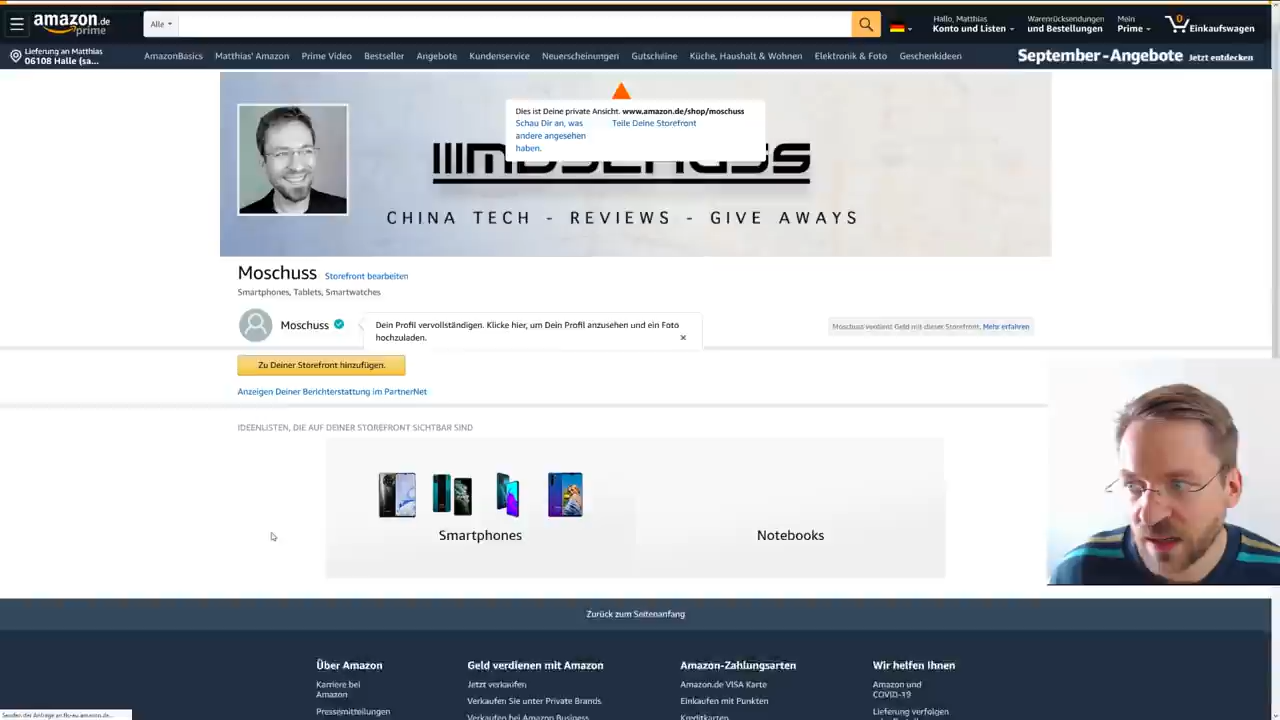 amazon.de
prime
Alle
Hallo, Matthias
Konto und Listen
Warenrücksendungen
und Bestellungen
Mein
Prime
0
Einkaufswagen
Lieferung an Matthias
06108 Halle (sa...
AmazonBasics
Matthias' Amazon
Prime Video
Bestseller
Angebote
Kundenservice
Neuerscheinungen
Gutscheine
Küche, Haushalt & Wohnen
Elektronik & Foto
Geschenkideen
September-Angebote Jetzt entdecken
Dies ist Deine private Ansicht. www.amazon.de/shop/moschuss
Schau Dir an, was
andere angesehen
haben.
Teile Deine Storefront
CHINA TECH - REVIEWS - GIVE AWAYS
Moschuss
Storefront bearbeiten
Smartphones, Tablets, Smartwatches
Moschuss
Dein Profil vervollständigen. Klicke hier, um Dein Profil anzusehen und ein Foto
hochzuladen.
Moschuss verdient Geld mit dieser Storefront. Mehr erfahren
Zu Deiner Storefront hinzufügen.
Anzeigen Deiner Berichterstattung im PartnerNet
IDEENLISTEN, DIE AUF DEINER STOREFRONT SICHTBAR SIND
Smartphones
Notebooks
Zurück zum Seitenanfang
Über Amazon
Karriere bei
Amazon
Pressemitteilungen
Geld verdienen mit Amazon
Jetzt verkaufen
Verkaufen Sie unter Private Brands
Verkaufen bei Amazon Business
Amazon-Zahlungsarten
Amazon.de VISA Karte
Einkaufen mit Punkten
Kreditkarten
Wir helfen Ihnen
Amazon und
COVID-19
Lieferung verfolgen